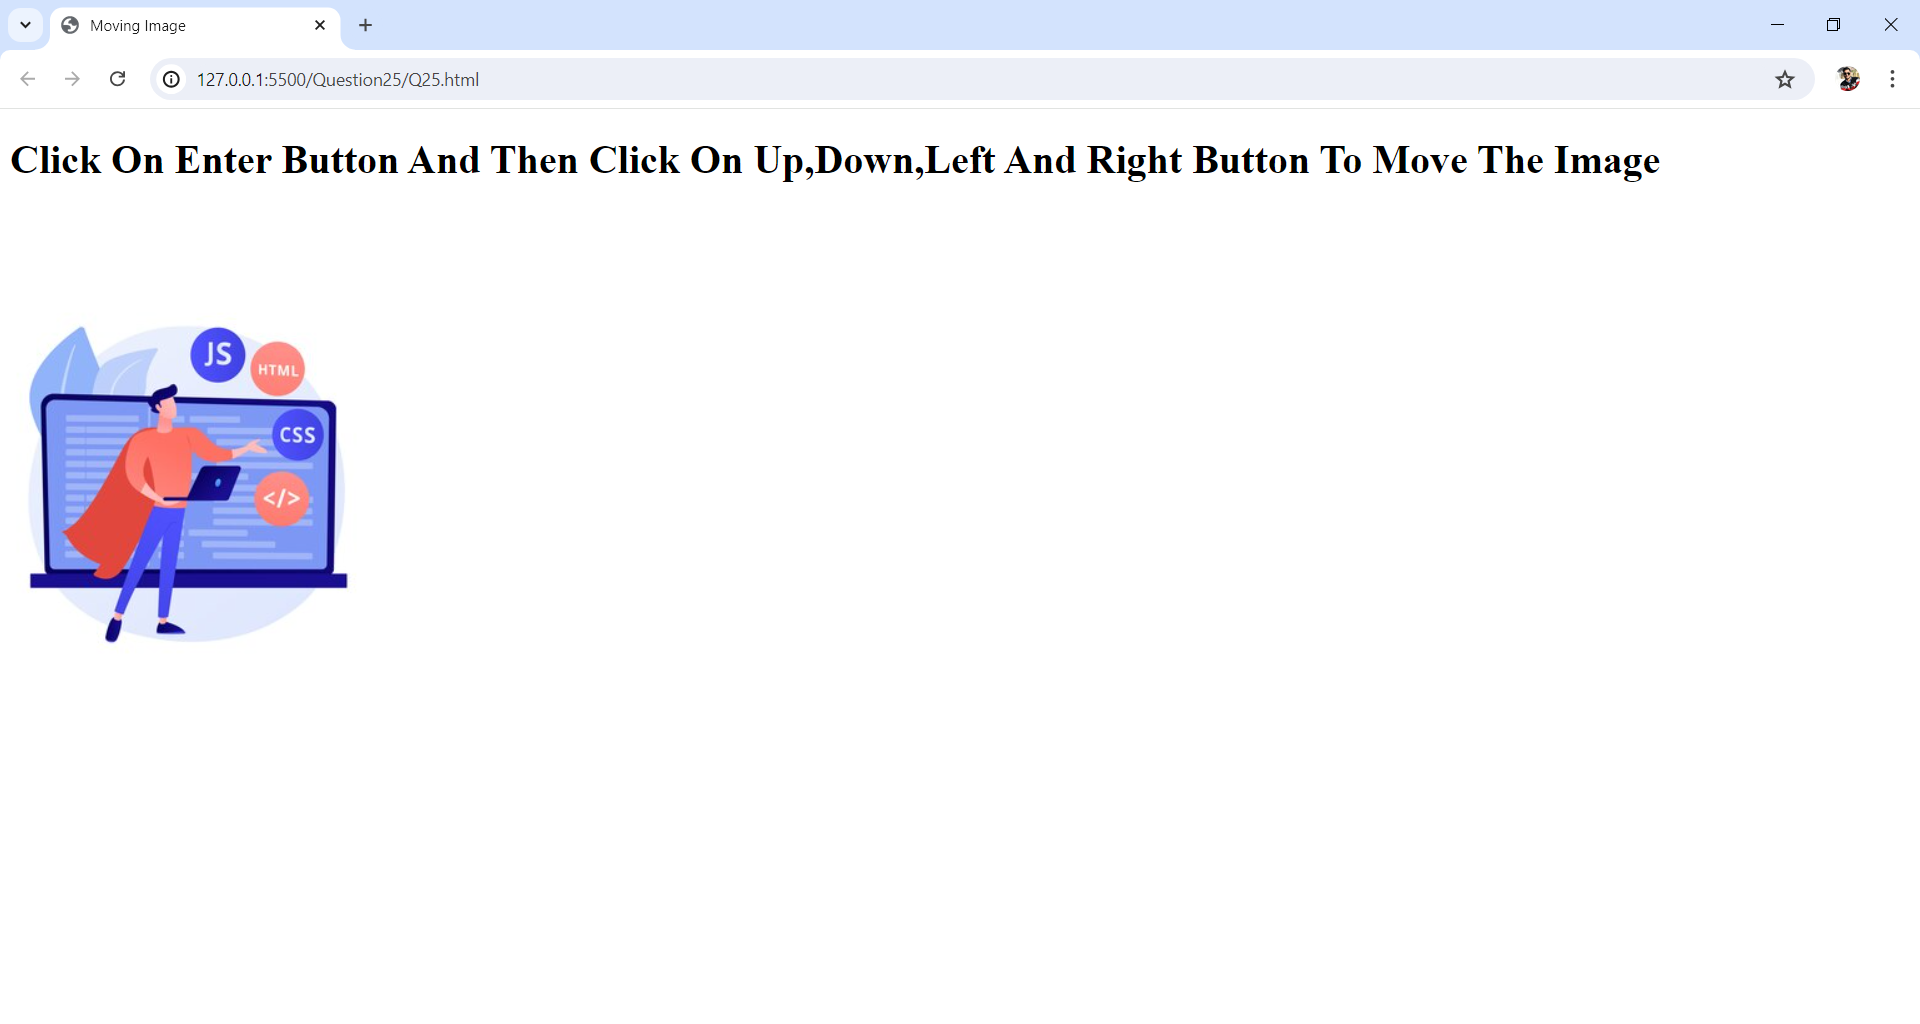 Moving Image
127.0.0.1:5500/Question25/Q25.html
Click On Enter Button And Then Click On Up,Down,Left And Right Button To Move The Image
JS
HTML
CSS
</>